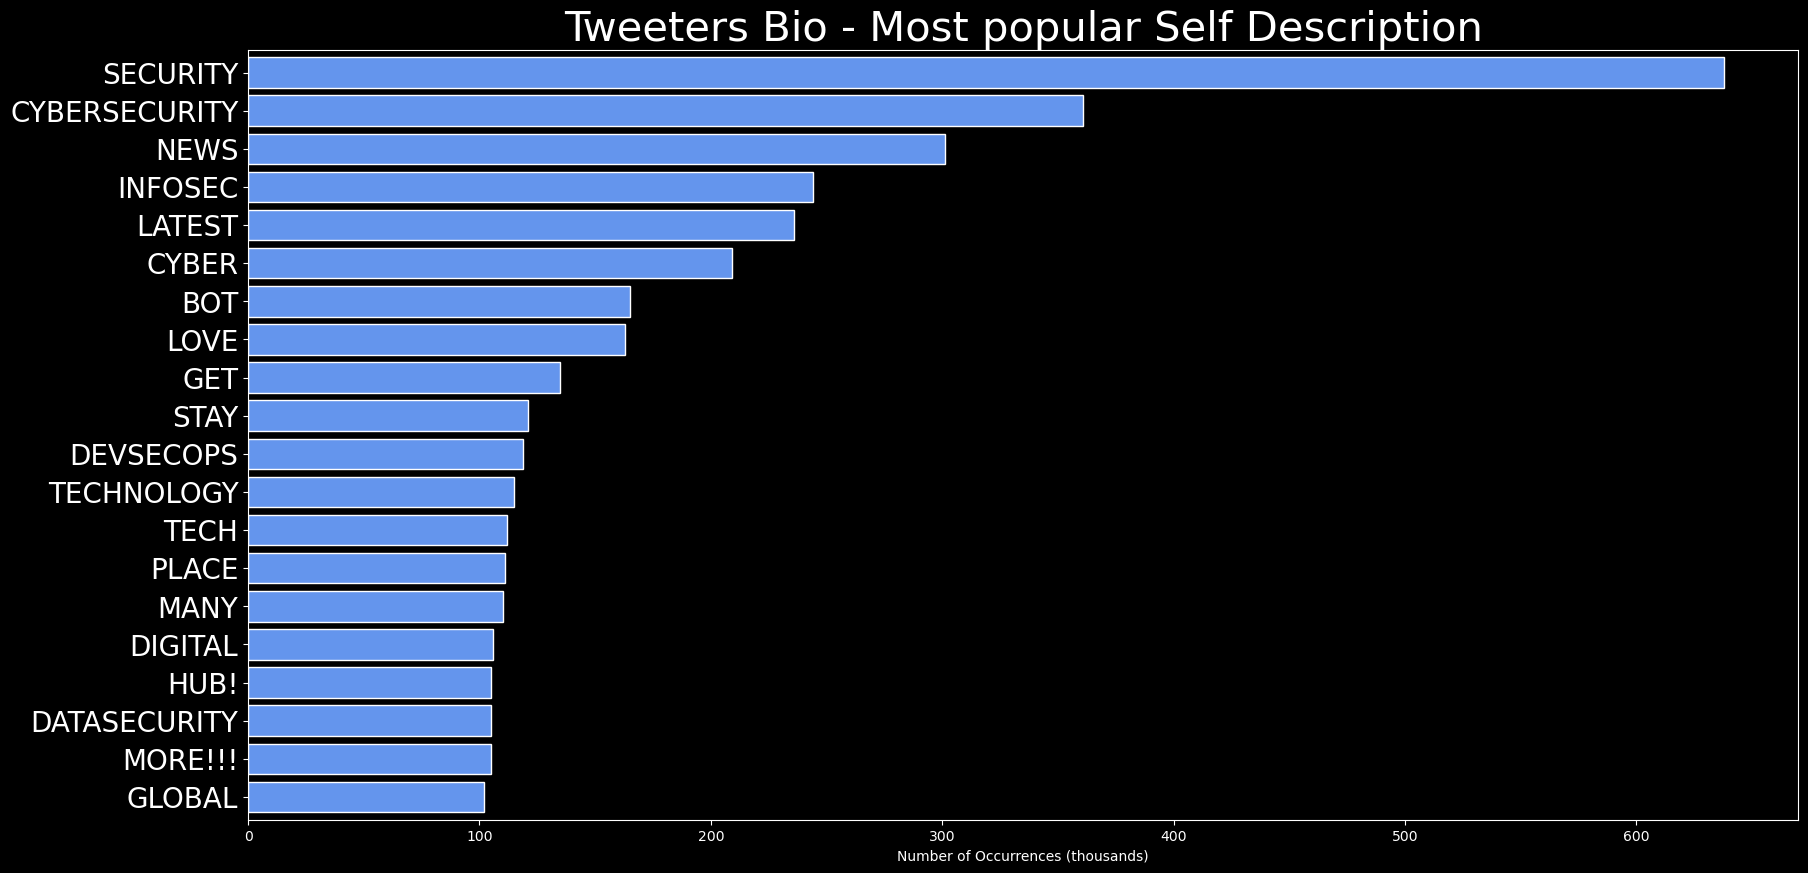 Tweeters Bio - Most popular Self Description
SECURITY
CYBERSECURITY
NEWS
INFOSEC
LATEST
CYBER
BOT
LOVE
GET
STAY
DEVSECOPS
TECHNOLOGY
TECH
PLACE
MANY
DIGITAL
HUB!
DATASECURITY
MORE!!!
GLOBAL
0 100 200 300 400 500 600
Number of Occurrences (thousands)